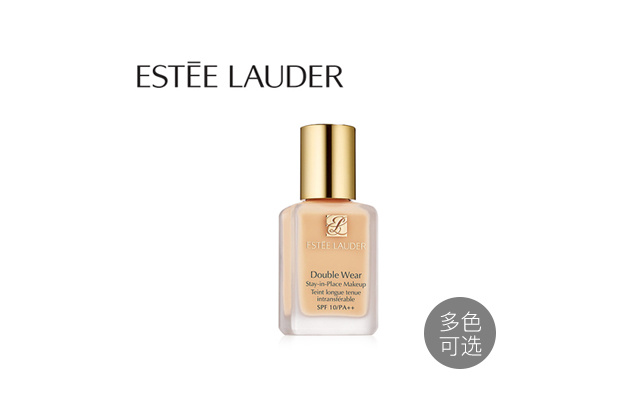 ESTĒE LAUDER
ESTĒE LAUDER
Double Wear
Stay-in-Place Makeup
Teint longue tenue
intransférable
SPF 10/PA++
多色
可选